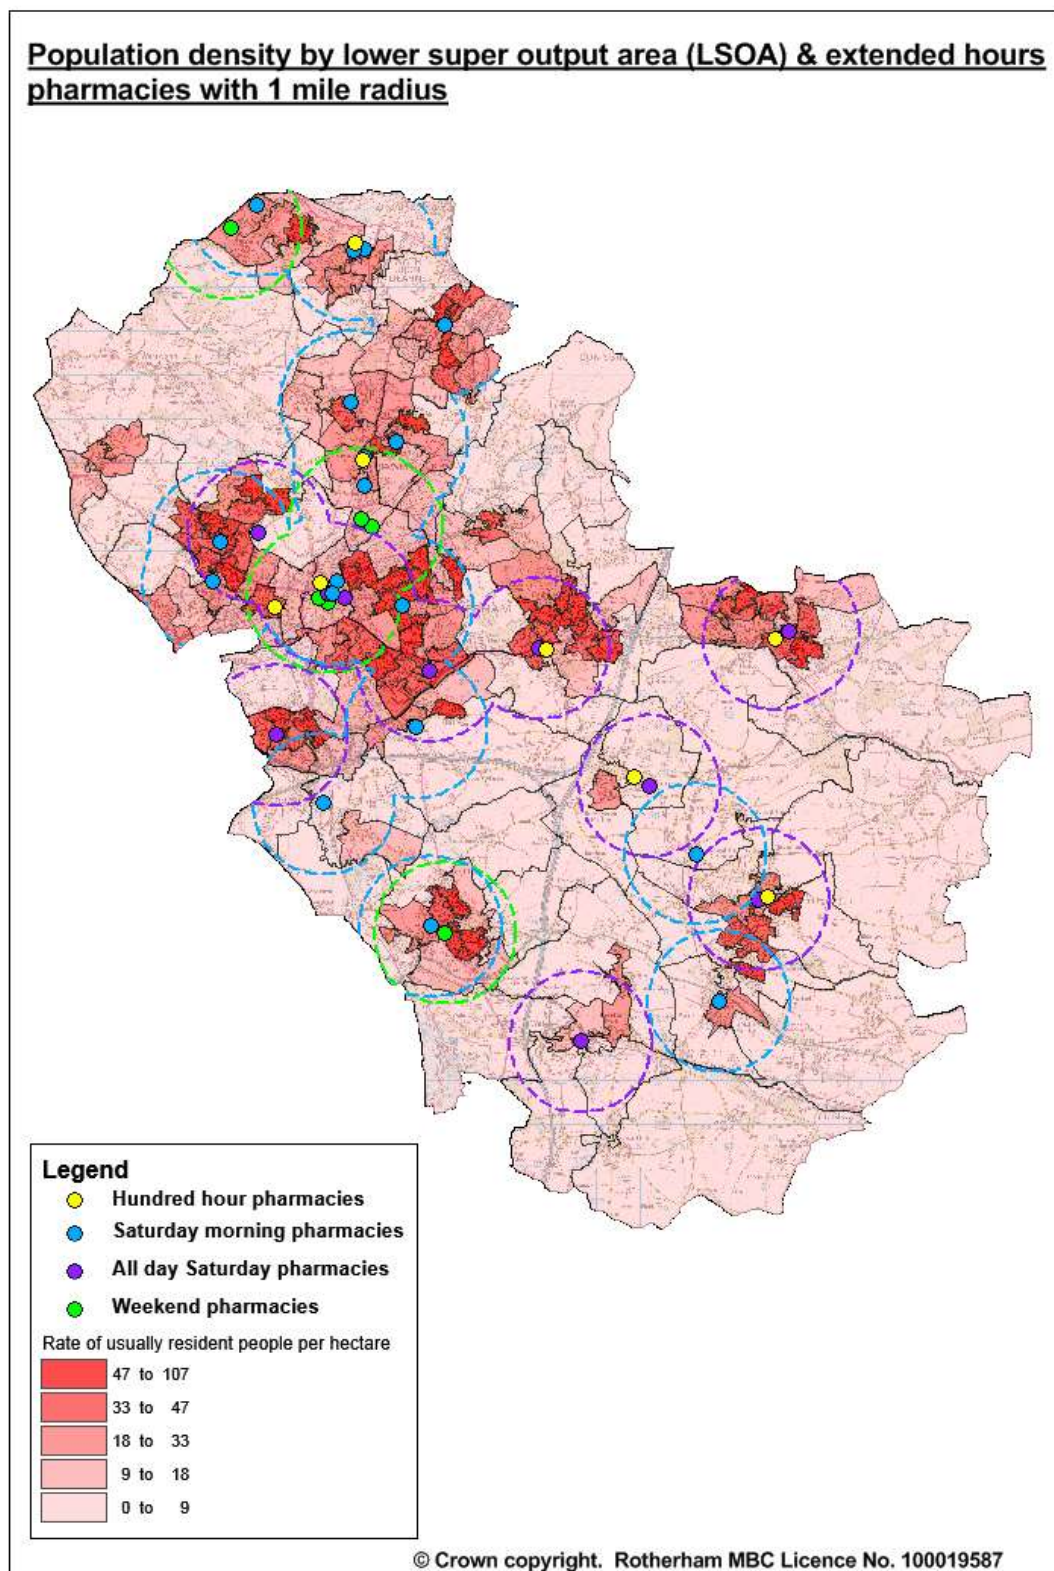 Population density by lower super output area (LSOA) & extended hours
pharmacies with 1 mile radius
Legend
Hundred hour pharmacies
Saturday morning pharmacies
All day Saturday pharmacies
Weekend pharmacies
Rate of usually resident people per hectare
47 to 107
33 to 47
18 to 33
9 to 18
0 to 9
© Crown copyright. Rotherham MBC Licence No. 100019587